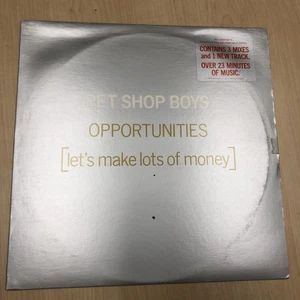 PET SHOP BOYS
OPPORTUNITIES
[let's make lots of money]
CONTAINS 3 MIXES
and 1 NEW TRACK.
OVER 23 MINUTES
OF MUSIC.